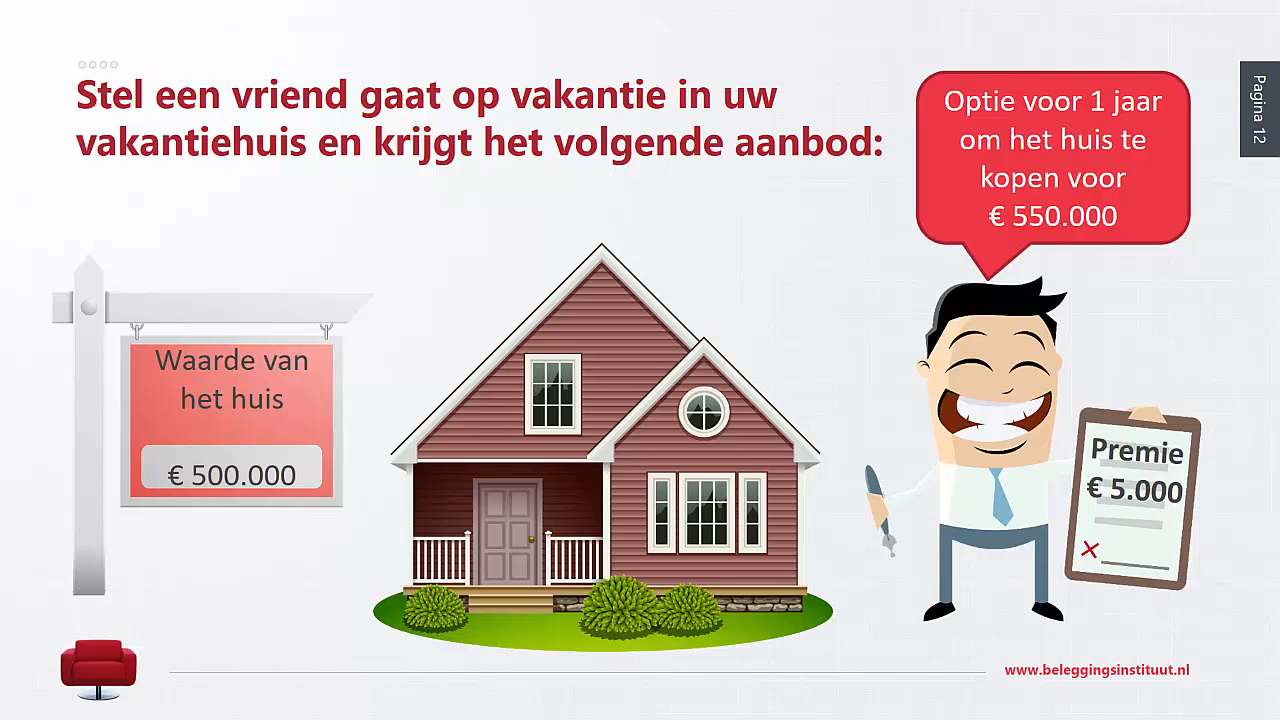 Stel een vriend gaat op vakantie in uw
vakantiehuis en krijgt het volgende aanbod:
Optie voor 1 jaar
om het huis te
kopen voor
€ 550.000
Pagina 12
Waarde van
het huis
€ 500.000
Premie
€ 5.000
www.beleggingsinstituut.nl